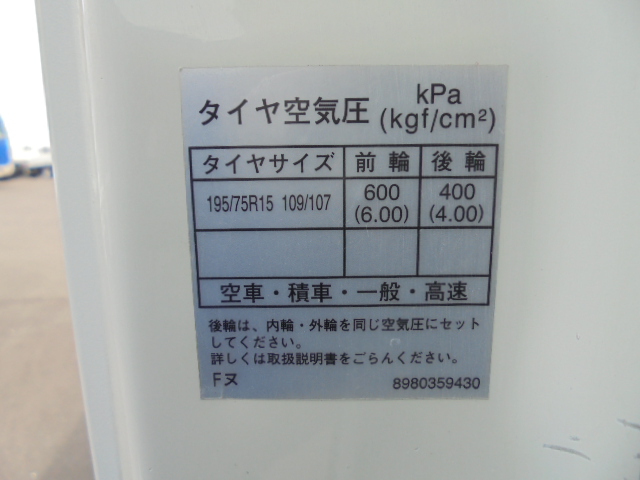 タイヤ空気圧 kPa (kgf/cm²)
タイヤサイズ 前輪 後輪
195/75R15 109/107 600 (6.00) 400 (4.00)
空車・積車・一般・高速
後輪は、内輪・外輪を同じ空気圧にセット
してください。
詳しくは取扱説明書をごらんください。
Fヌ 8980359430